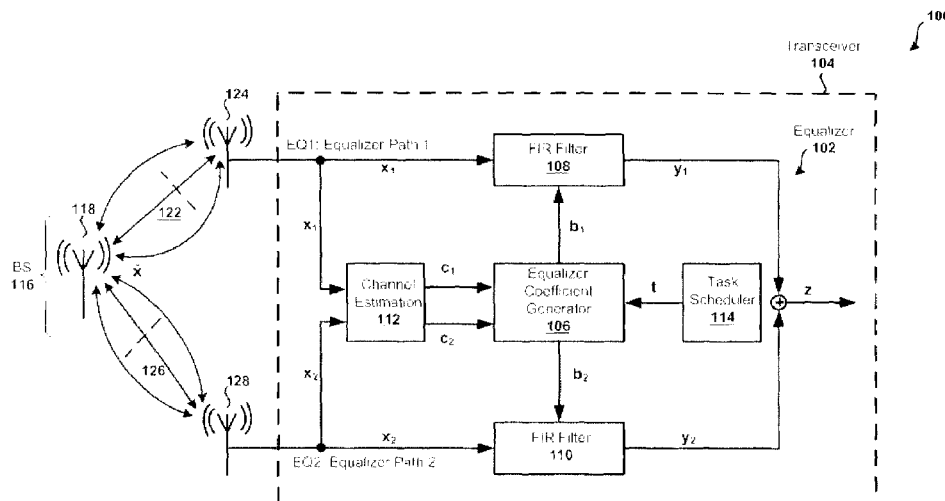 100
Transceiver
104
124
EQ1: Equalizer Path 1
x1
FIR Filter
108
y1
Equalizer
102
118
122
x1
b1
BS
116
x̂
Channel
Estimation
112
c1
c2
Equalizer
Coefficient
Generator
106
t
Task
Scheduler
114
z
126
x2
b2
128
x2
EQ2: Equalizer Path 2
FIR Filter
110
y2